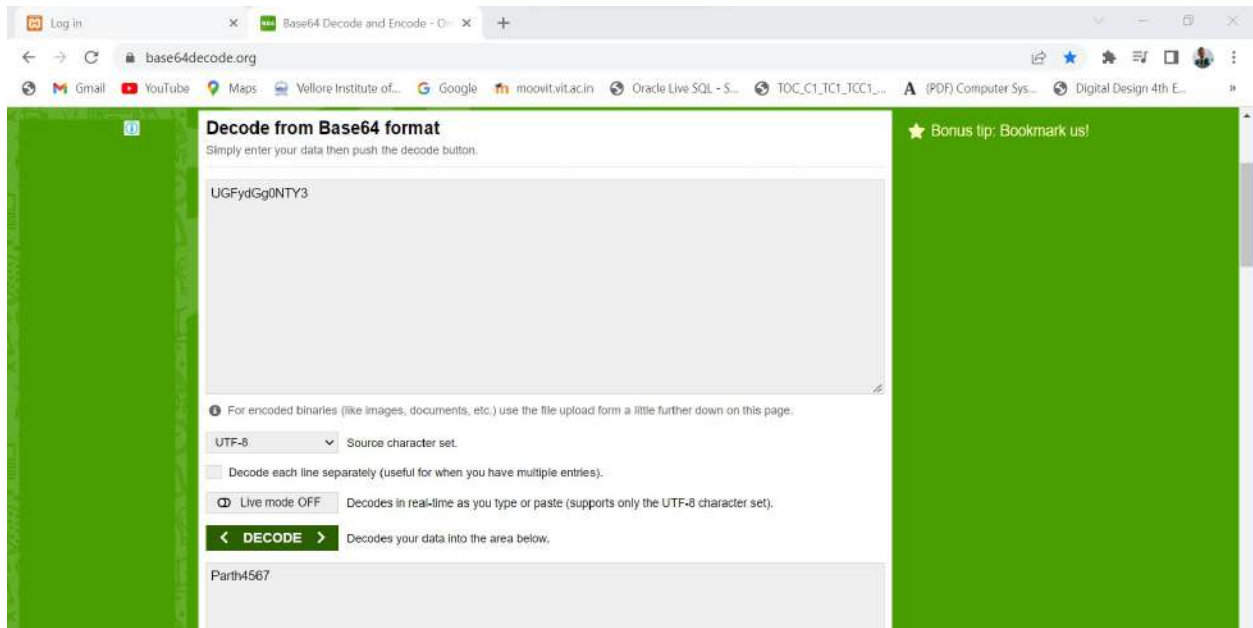 Log in
Base64 Decode and Encode - On
base64decode.org
Gmail YouTube Maps Vellore Institute of... Google moovit.vit.ac.in Oracle Live SQL - S... TOC_C1_TC1_TCC1_... (PDF) Computer Sys... Digital Design 4th E...
Decode from Base64 format
Simply enter your data then push the decode button.
Bonus tip: Bookmark us!
UGFydGg0NTY3
For encoded binaries (like images, documents, etc.) use the file upload form a little further down on this page.
UTF-8 Source character set.
Decode each line separately (useful for when you have multiple entries).
Live mode OFF Decodes in real-time as you type or paste (supports only the UTF-8 character set).
< DECODE > Decodes your data into the area below.
Parth4567